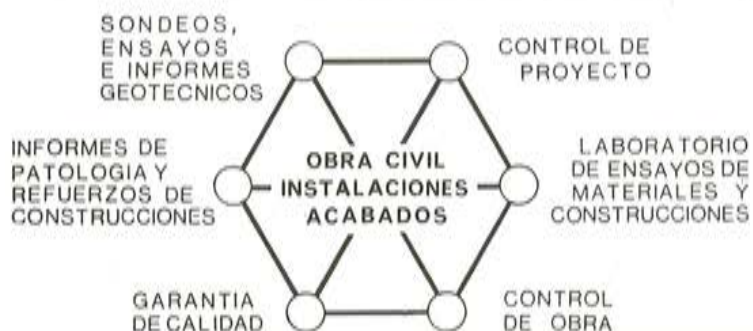 SONDEOS,
ENSAYOS
E INFORMES
GEOTECNICOS
CONTROL DE
PROYECTO
INFORMES DE
PATOLOGIA Y
REFUERZOS DE
CONSTRUCCIONES
OBRA CIVIL
INSTALACIONES
ACABADOS
LABORATORIO
DE ENSAYOS DE
MATERIALES Y
CONSTRUCCIONES
GARANTIA
DE CALIDAD
CONTROL
DE OBRA